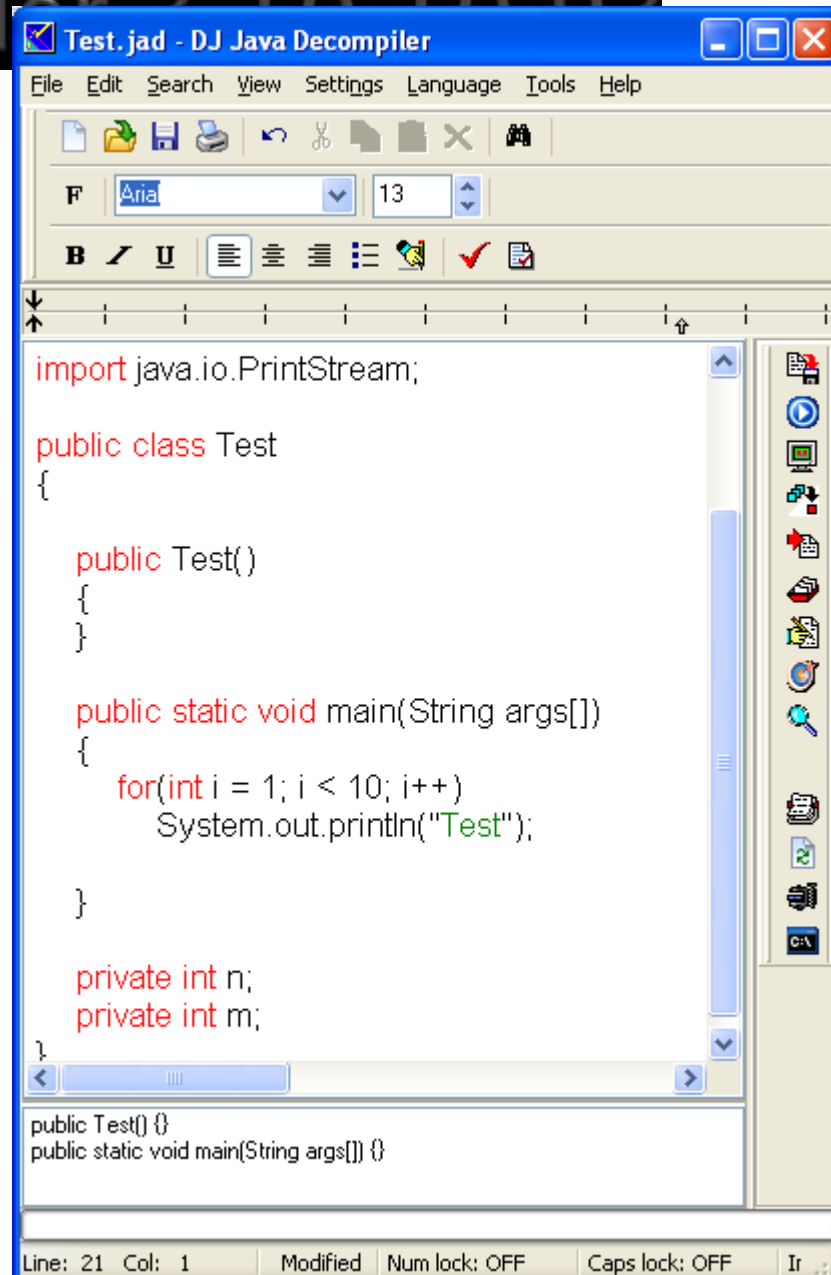 Test.jad - DJ Java Decompiler
File Edit Search View Settings Language Tools Help
F Arial 13
B I U
import java.io.PrintStream;
public class Test
{
public Test()
{
}
public static void main(String args[])
{
for(int i = 1; i < 10; i++)
System.out.println("Test");
}
private int n;
private int m;
}
C:\
public Test() {}
public static void main(String args[]) {}
Line: 21 Col: 1 Modified Num lock: OFF Caps lock: OFF